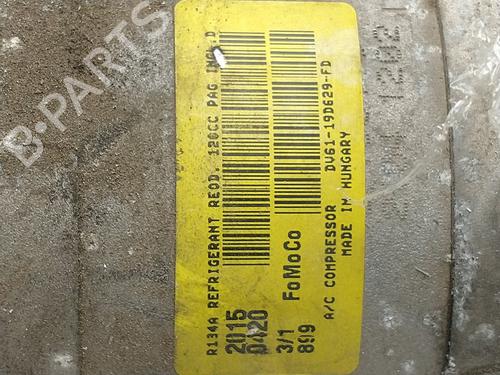 R134A REFRIGERANT REQD. 120CC PAG INCL.D
2015
0420
3/1
899
FoMoCo
A/C COMPRESSOR DV61-19D629-FD
MADE IN HUNGARY
B-PARTS